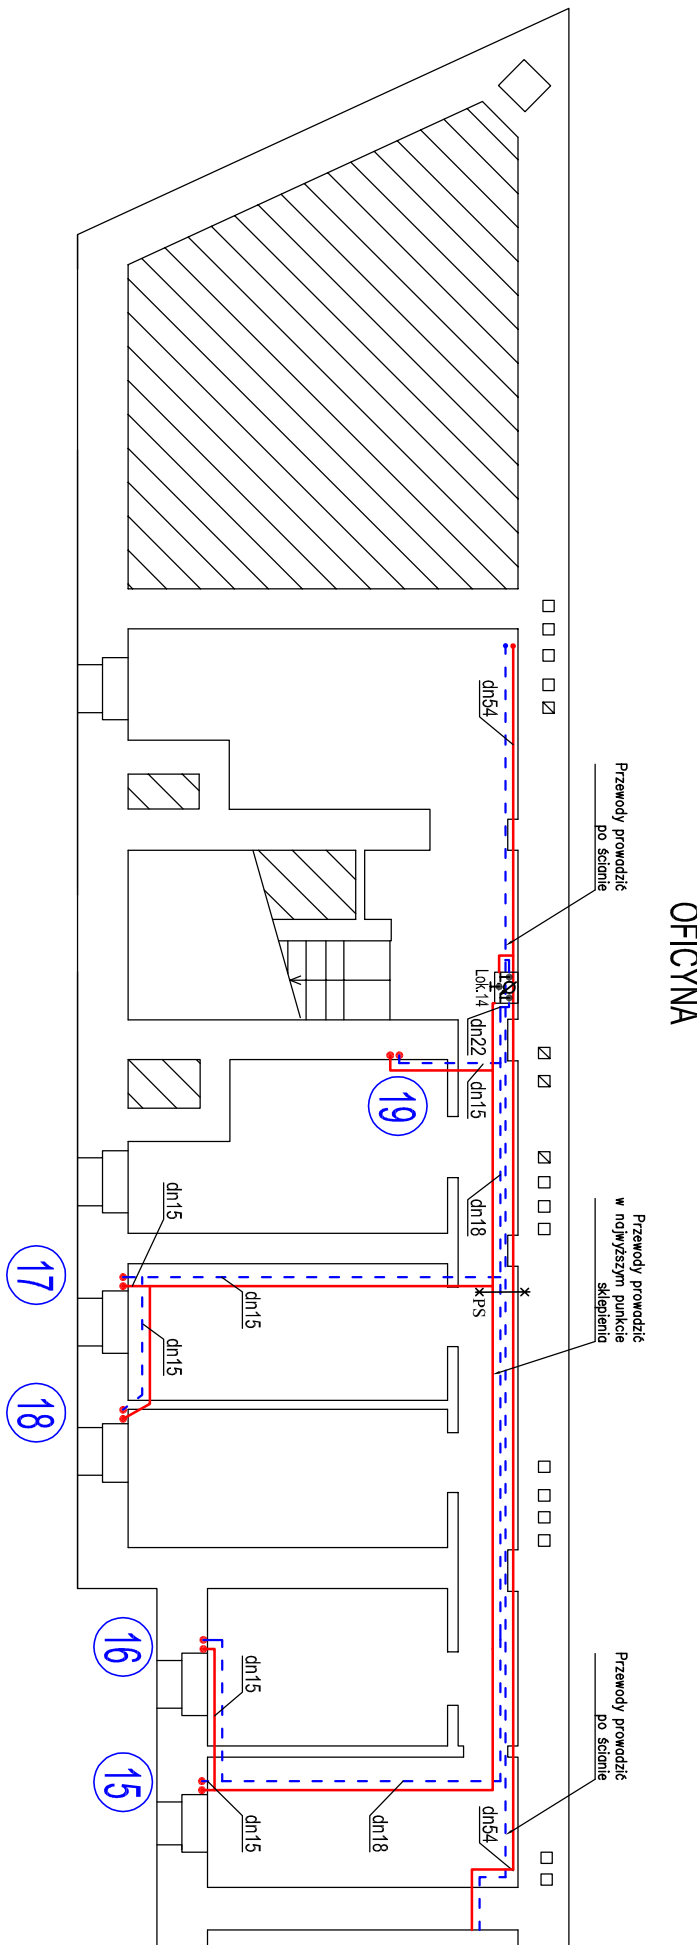 OFICYNA
dn54
Przewody prowadzić
po ścianie
Lok.14
dn22
dn15
19
dn18
Przewody prowadzić
w najwyższym punkcie
sklepienia
PS
dn15
17
dn15
dn15
18
16
dn15
15
dn15
dn18
dn54
Przewody prowadzić
po ścianie